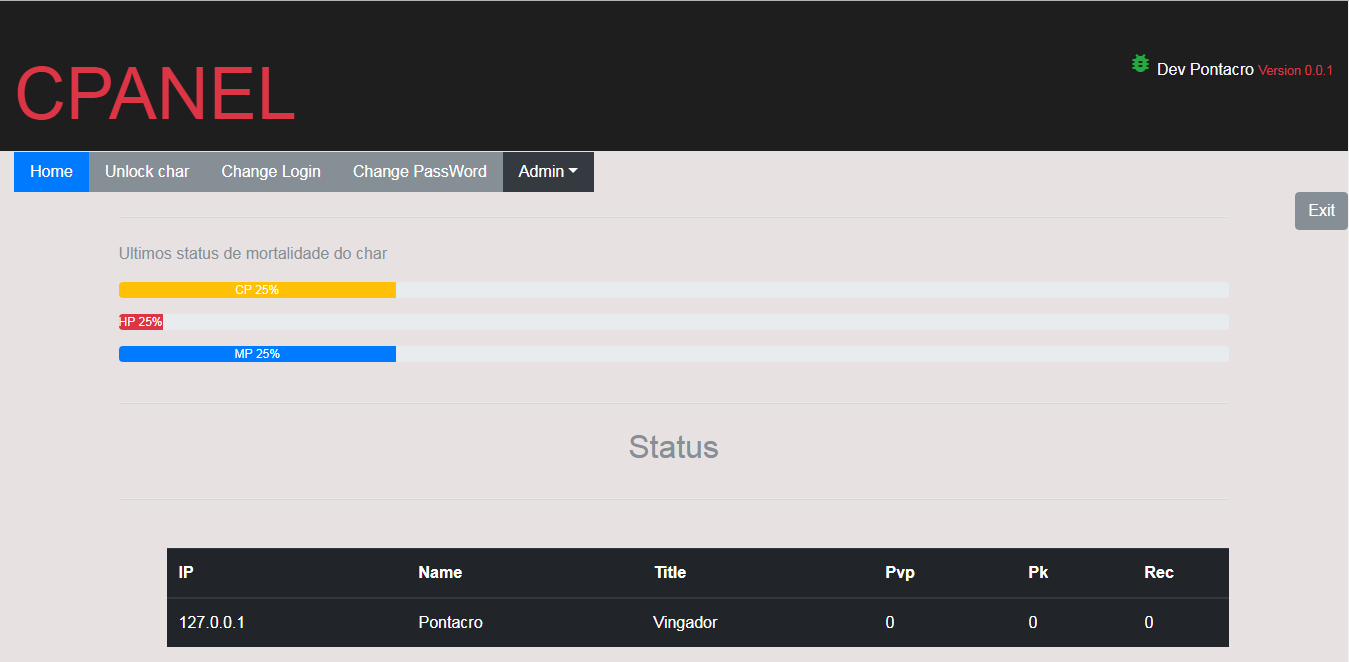 CPANEL
Dev Pontacro Version 0.0.1
Home Unlock char Change Login Change PassWord Admin
Exit
Ultimos status de mortalidade do char
CP 25%
HP 25%
MP 25%
Status
IP Name Title Pvp Pk Rec
127.0.0.1 Pontacro Vingador 0 0 0